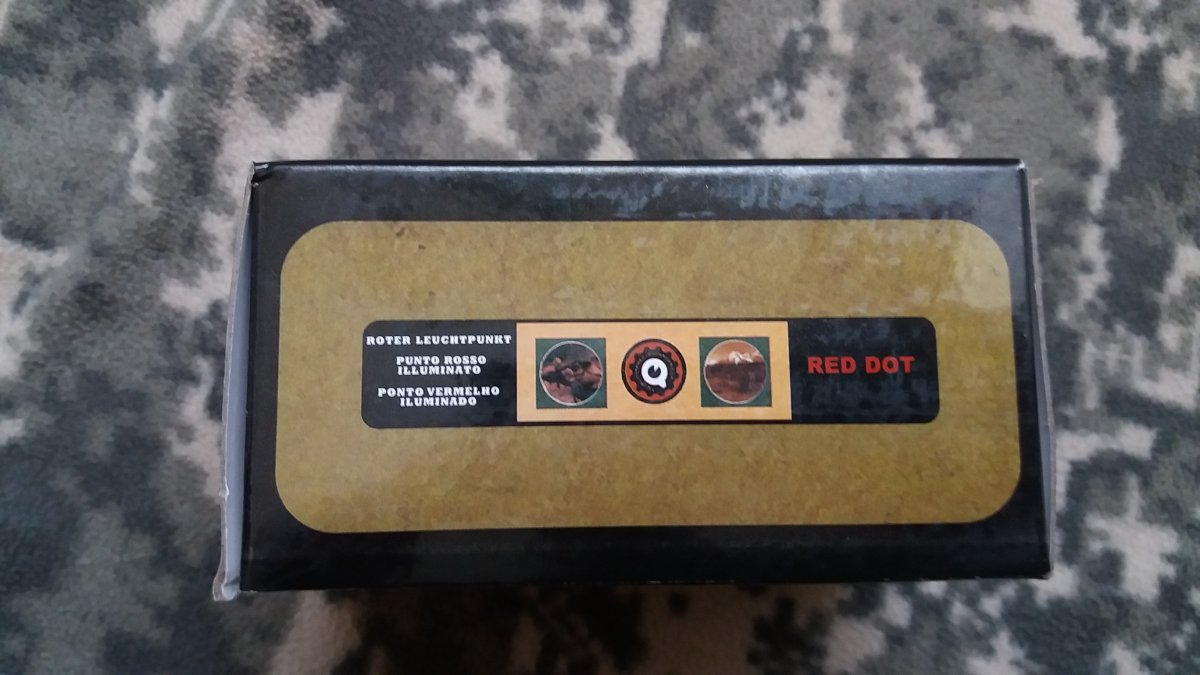 ROTER LEUCHTPUNKT
PUNTO ROSSO
ILLUMINATO
PONTO VERMELHO
ILUMINADO
RED DOT